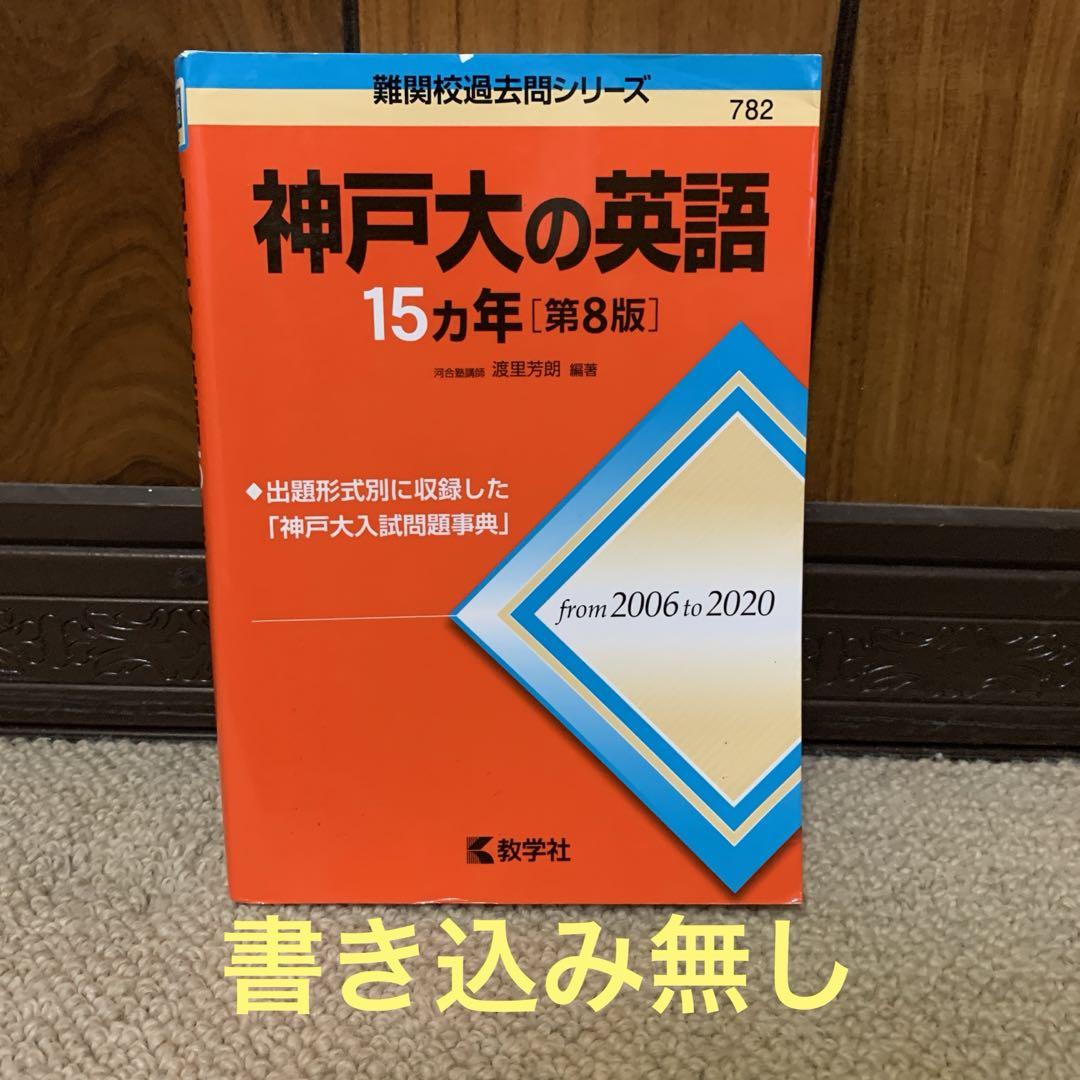 難関校過去問シリーズ
782
神戸大の英語
15ヵ年[第8版]
河合塾講師 渡里芳朗 編著
◆出題形式別に収録した
「神戸大入試問題事典」
from 2006 to 2020
教学社
書き込み無し